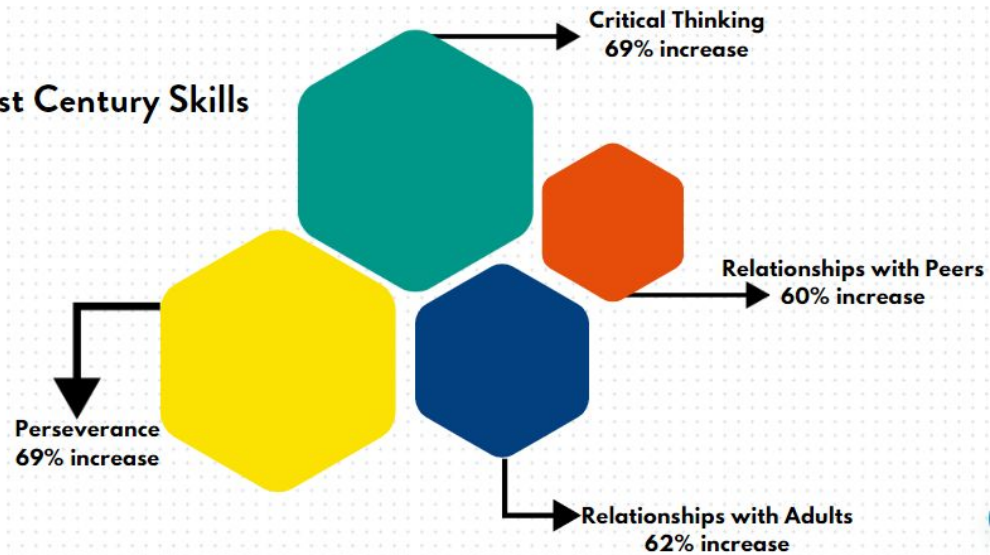 Critical Thinking
69% increase
st Century Skills
Relationships with Peers
60% increase
Perseverance
69% increase
Relationships with Adults
62% increase